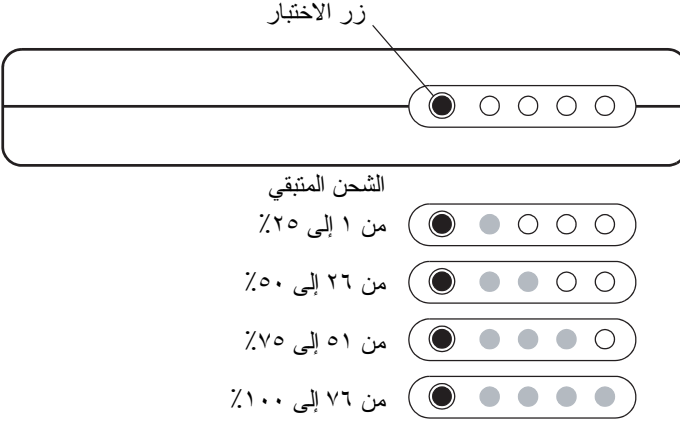 زر الاختبار
الشحن المتبقي
من ١ إلى ٢٥٪
من ٢٦ إلى ٥٠٪
من ٥١ إلى ٧٥٪
من ٧٦ إلى ١٠٠٪